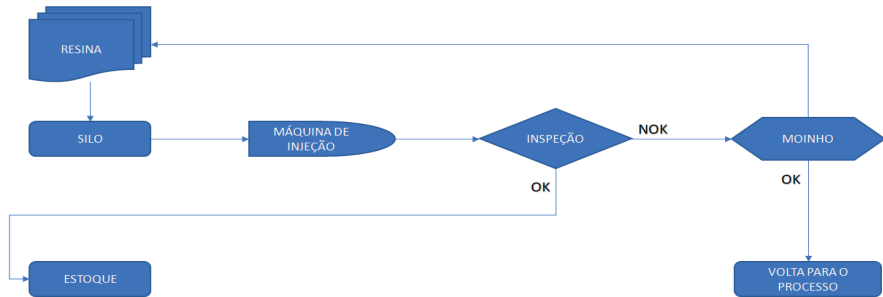 RESINA
SILO
MÁQUINA DE
INJEÇÃO
INSPEÇÃO
NOK
MOINHO
OK
OK
ESTOQUE
VOLTA PARA O
PROCESSO